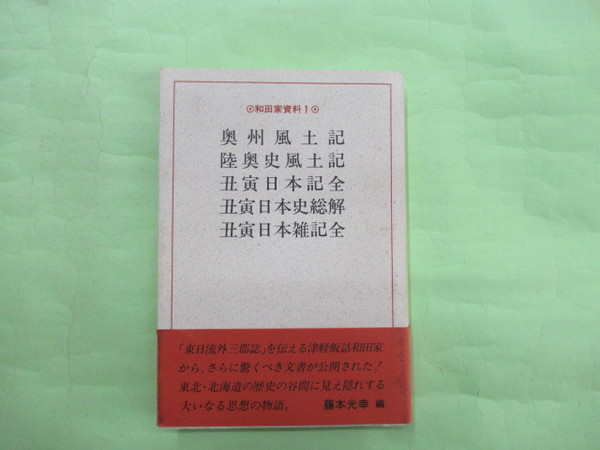 ⊙和田家資料1⊙
奥州風土記
陸奥史風土記
丑寅日本記全
丑寅日本史総解
丑寅日本雑記全
「東日流外三郡誌」を伝える津軽飯詰和田家
から、さらに驚くべき文書が公開された!
東北・北海道の歴史の谷間に見え隠れする
大いなる思想の物語。 藤本光幸 編